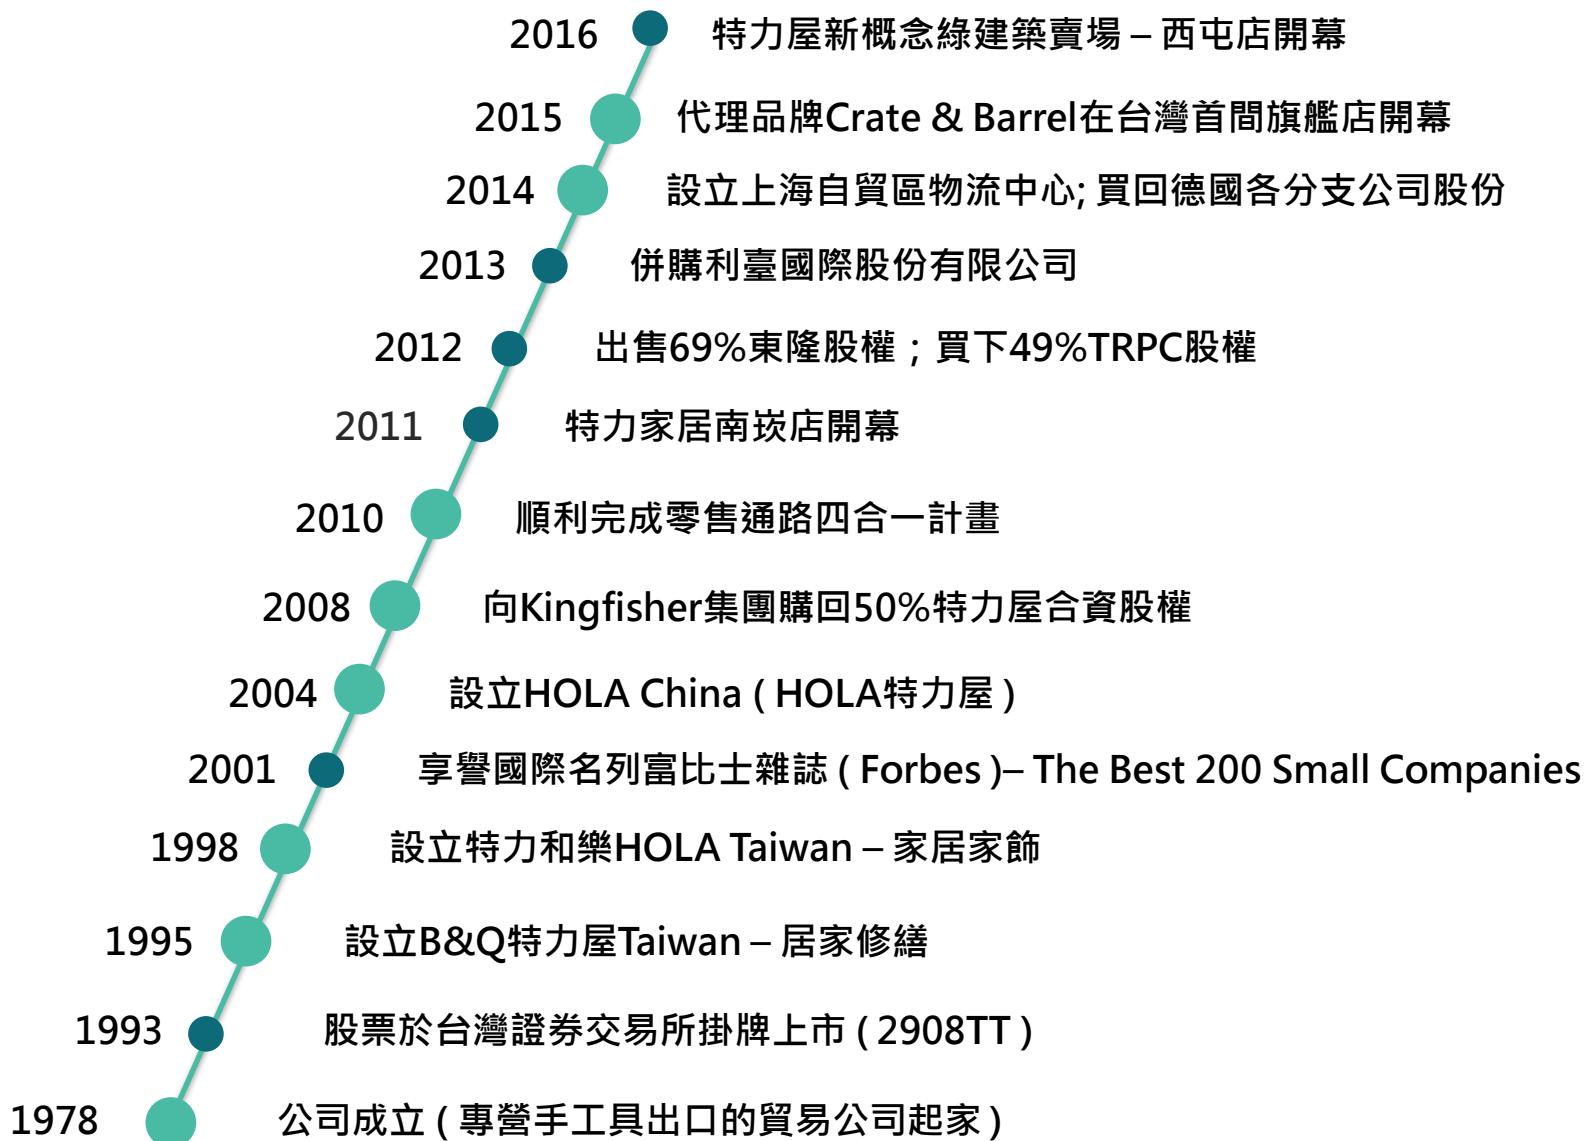 2016 特力屋新概念綠建築賣場 – 西屯店開幕
2015 代理品牌Crate & Barrel在台灣首間旗艦店開幕
2014 設立上海自貿區物流中心; 買回德國各分支公司股份
2013 併購利臺國際股份有限公司
2012 出售69%東隆股權；買下49%TRPC股權
2011 特力家居南崁店開幕
2010 順利完成零售通路四合一計畫
2008 向Kingfisher集團購回50%特力屋合資股權
2004 設立HOLA China ( HOLA特力屋 )
2001 享譽國際名列富比士雜誌 ( Forbes )– The Best 200 Small Companies
1998 設立特力和樂HOLA Taiwan – 家居家飾
1995 設立B&Q特力屋Taiwan – 居家修繕
1993 股票於台灣證券交易所掛牌上市 ( 2908TT )
1978 公司成立 ( 專營手工具出口的貿易公司起家 )